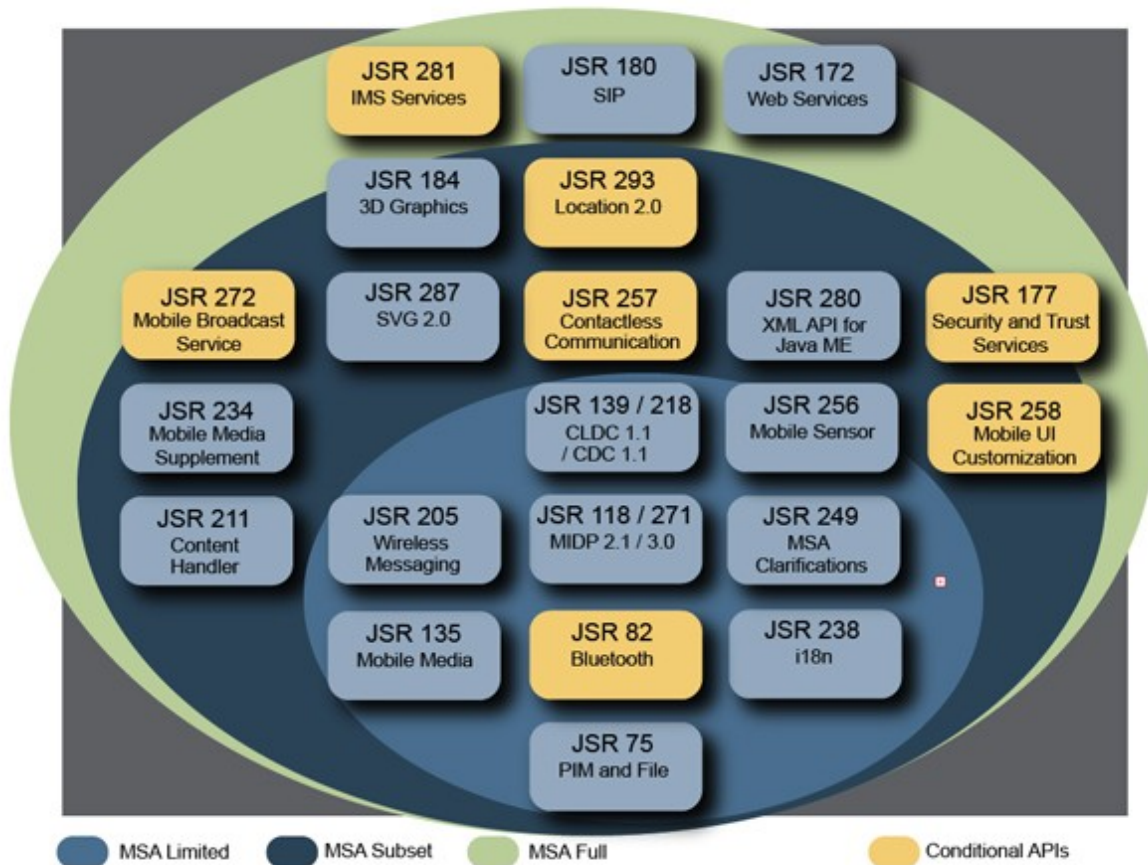 JSR 281
IMS Services
JSR 180
SIP
JSR 172
Web Services
JSR 184
3D Graphics
JSR 293
Location 2.0
JSR 272
Mobile Broadcast
Service
JSR 287
SVG 2.0
JSR 257
Contactless
Communication
JSR 280
XML API for
Java ME
JSR 177
Security and Trust
Services
JSR 234
Mobile Media
Supplement
JSR 139 / 218
CLDC 1.1
/ CDC 1.1
JSR 256
Mobile Sensor
JSR 258
Mobile UI
Customization
JSR 211
Content
Handler
JSR 205
Wireless
Messaging
JSR 118 / 271
MIDP 2.1 / 3.0
JSR 249
MSA
Clarifications
JSR 135
Mobile Media
JSR 82
Bluetooth
JSR 238
i18n
JSR 75
PIM and File
MSA Limited
MSA Subset
MSA Full
Conditional APIs